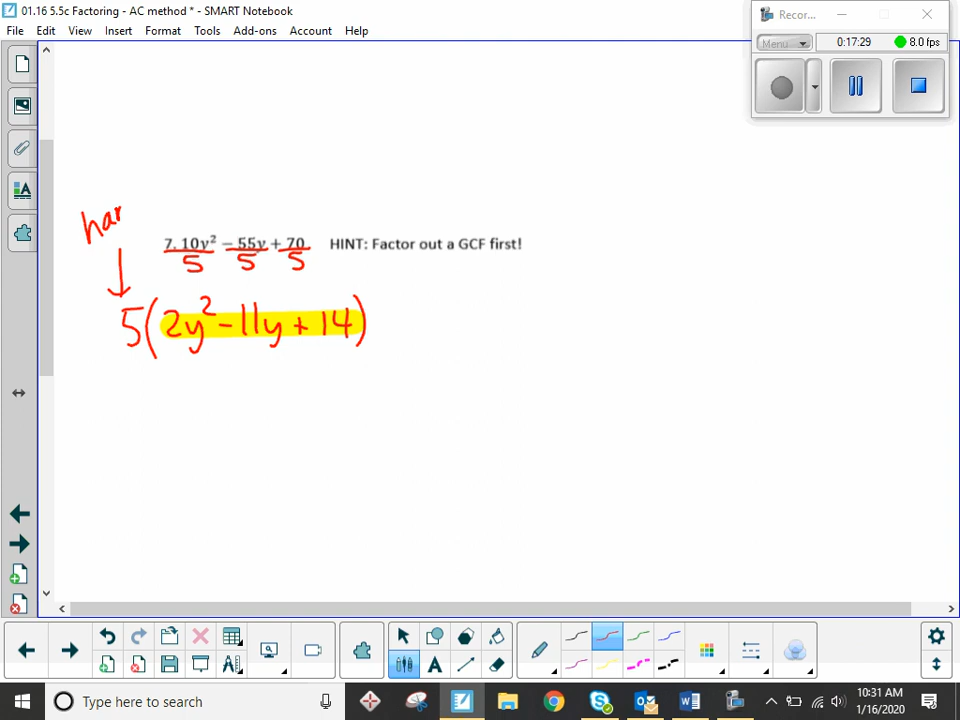 01.16 5.5c Factoring - AC method * - SMART Notebook
File Edit View Insert Format Tools Add-ons Account Help
Recor...
Menu 0:17:29 8.0 fps
har
7. 10y² − 55y + 70 HINT: Factor out a GCF first!
5 5 5
5(2y² − 11y + 14)
A
Type here to search
10:31 AM
1/16/2020